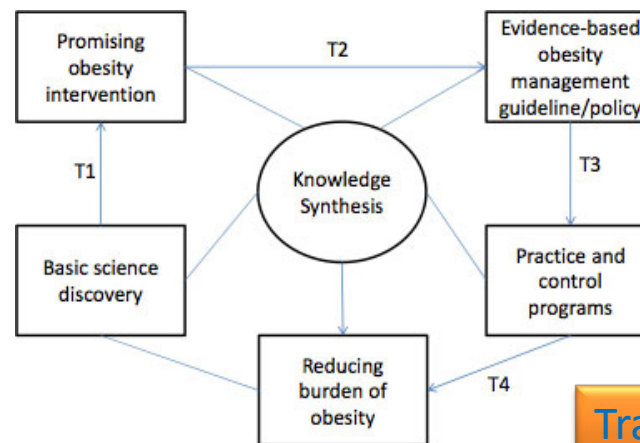 Promising
obesity
intervention
T2
Evidence-based
obesity
management
guideline/policy
T1
Knowledge
Synthesis
T3
Basic science
discovery
Practice and
control
programs
Reducing
burden of
obesity
T4